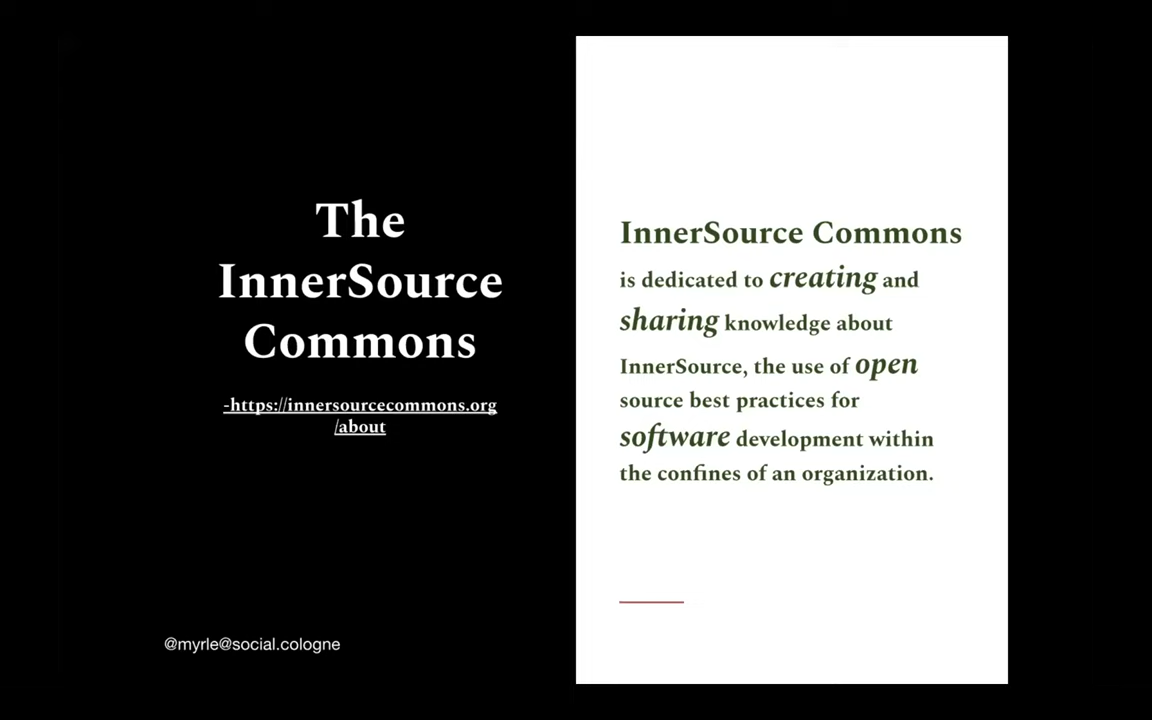 The
InnerSource
Commons
-https://innersourcecommons.org
/about
@myrle@social.cologne
InnerSource Commons
is dedicated to creating and
sharing knowledge about
InnerSource, the use of open
source best practices for
software development within
the confines of an organization.